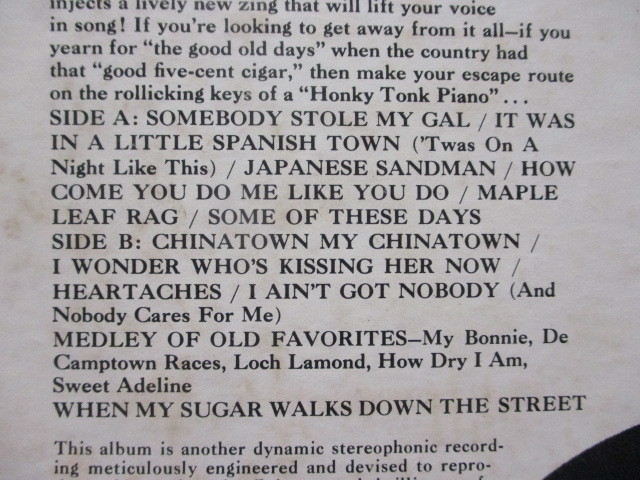 injects a lively new zing that will lift your voice
in song! If you're looking to get away from it all—if you
yearn for "the good old days" when the country had
that "good five-cent cigar," then make your escape route
on the rollicking keys of a "Honky Tonk Piano"...
SIDE A: SOMEBODY STOLE MY GAL / IT WAS
IN A LITTLE SPANISH TOWN ('Twas On A
Night Like This) / JAPANESE SANDMAN / HOW
COME YOU DO ME LIKE YOU DO / MAPLE
LEAF RAG / SOME OF THESE DAYS
SIDE B: CHINATOWN MY CHINATOWN /
I WONDER WHO'S KISSING HER NOW /
HEARTACHES / I AIN'T GOT NOBODY (And
Nobody Cares For Me)
MEDLEY OF OLD FAVORITES—My Bonnie, De
Camptown Races, Loch Lamond, How Dry I Am,
Sweet Adeline
WHEN MY SUGAR WALKS DOWN THE STREET
This album is another dynamic stereophonic record-
ing meticulously engineered and devised to repro-